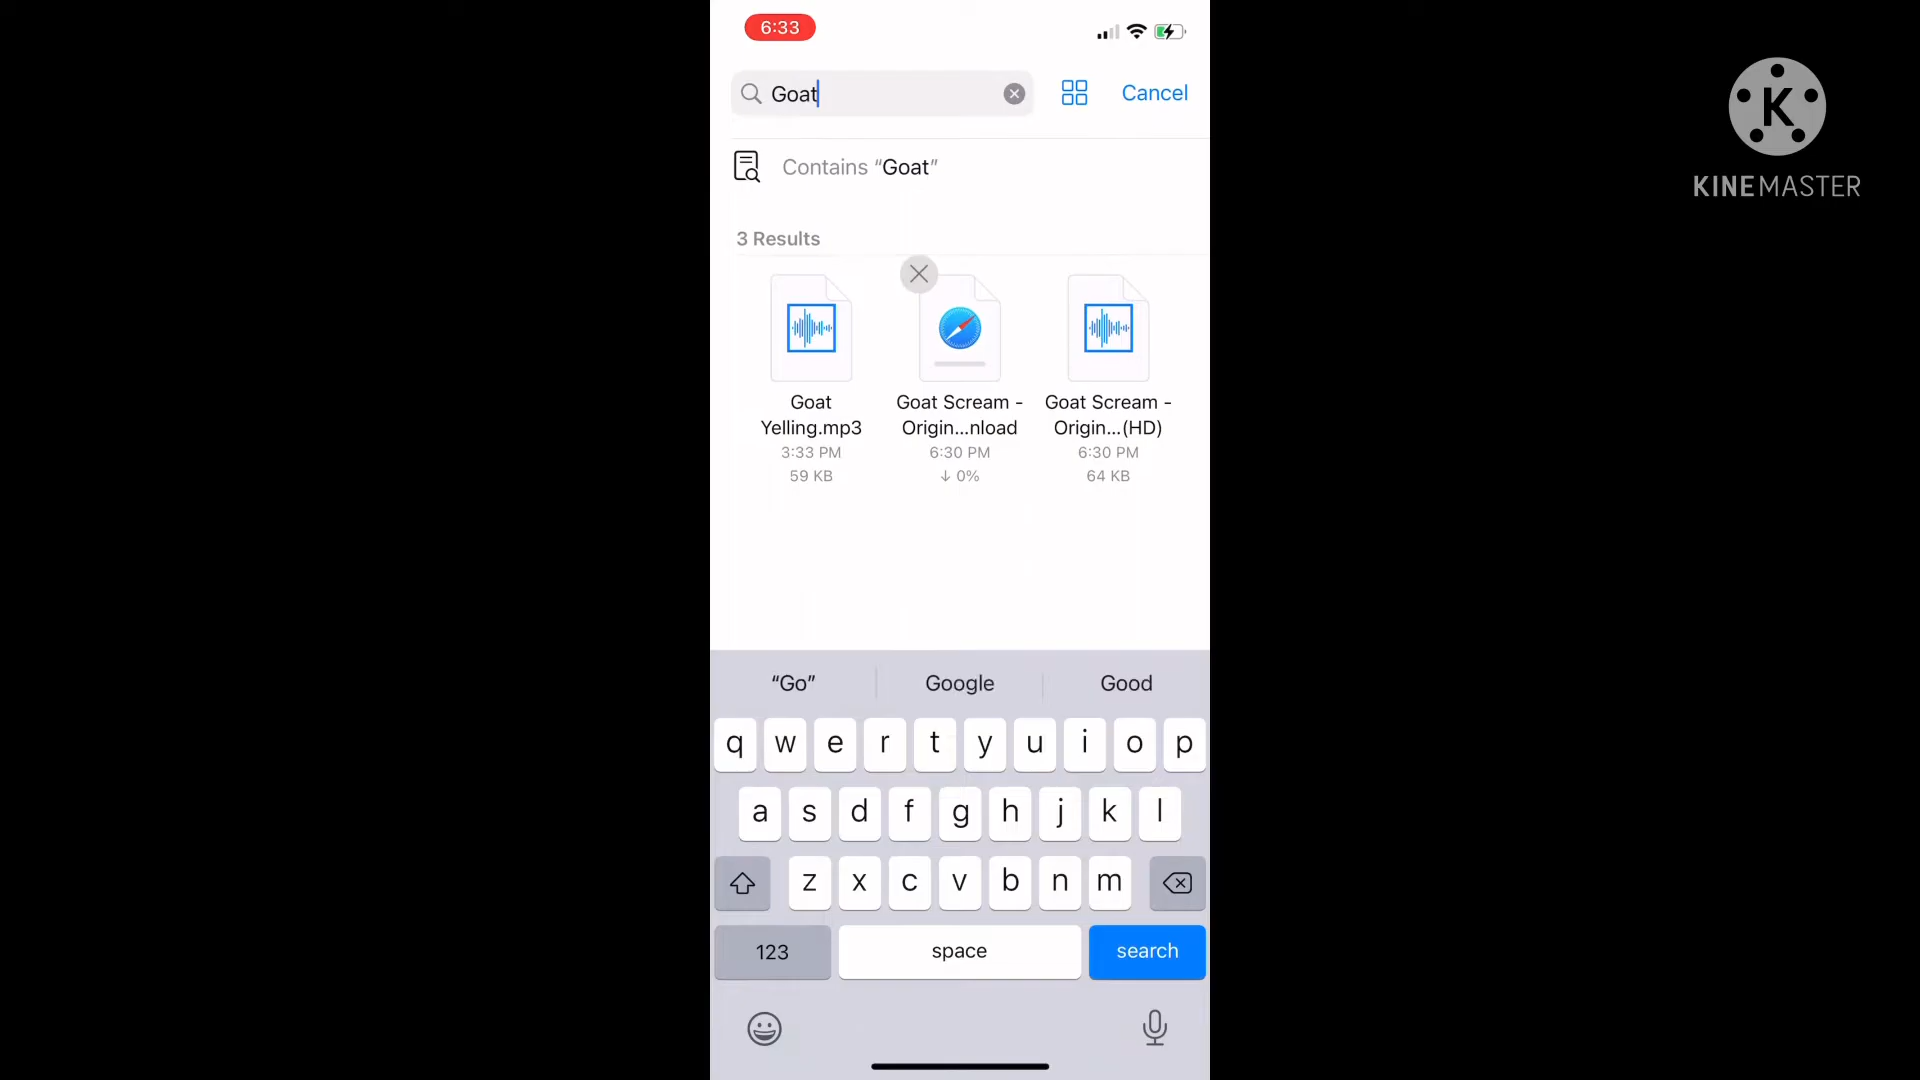 6:33
Goat
Cancel
Contains “Goat”
3 Results
Goat
Yelling.mp3
3:33 PM
59 KB
Goat Scream -
Origin...nload
6:30 PM
↓ 0%
Goat Scream -
Origin...(HD)
6:30 PM
64 KB
“Go”
Google
Good
q w e r t y u i o p
a s d f g h j k l
z x c v b n m
123
space
search
K
KINEMASTER